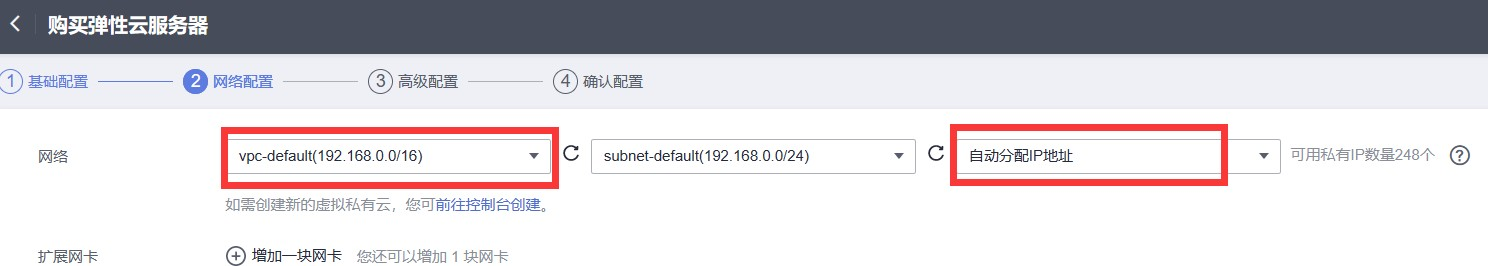 购买弹性云服务器
1 基础配置 2 网络配置 3 高级配置 4 确认配置
网络 vpc-default(192.168.0.0/16) subnet-default(192.168.0.0/24) 自动分配IP地址 可用私有IP数量248个 ?
如需创建新的虚拟私有云，您可前往控制台创建。
扩展网卡 增加一块网卡 您还可以增加 1 块网卡